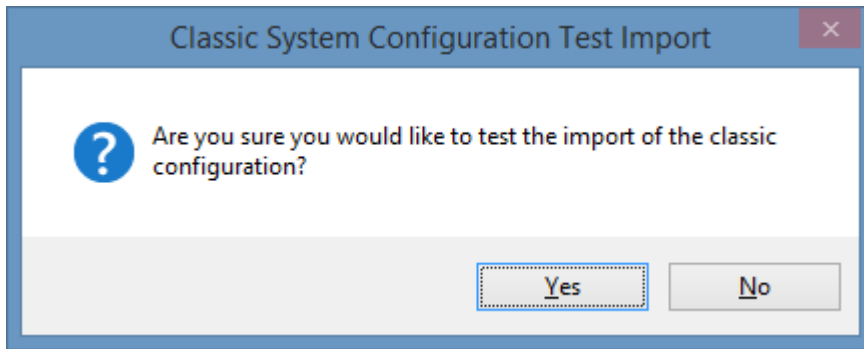 Classic System Configuration Test Import
Are you sure you would like to test the import of the classic
configuration?
Yes
No